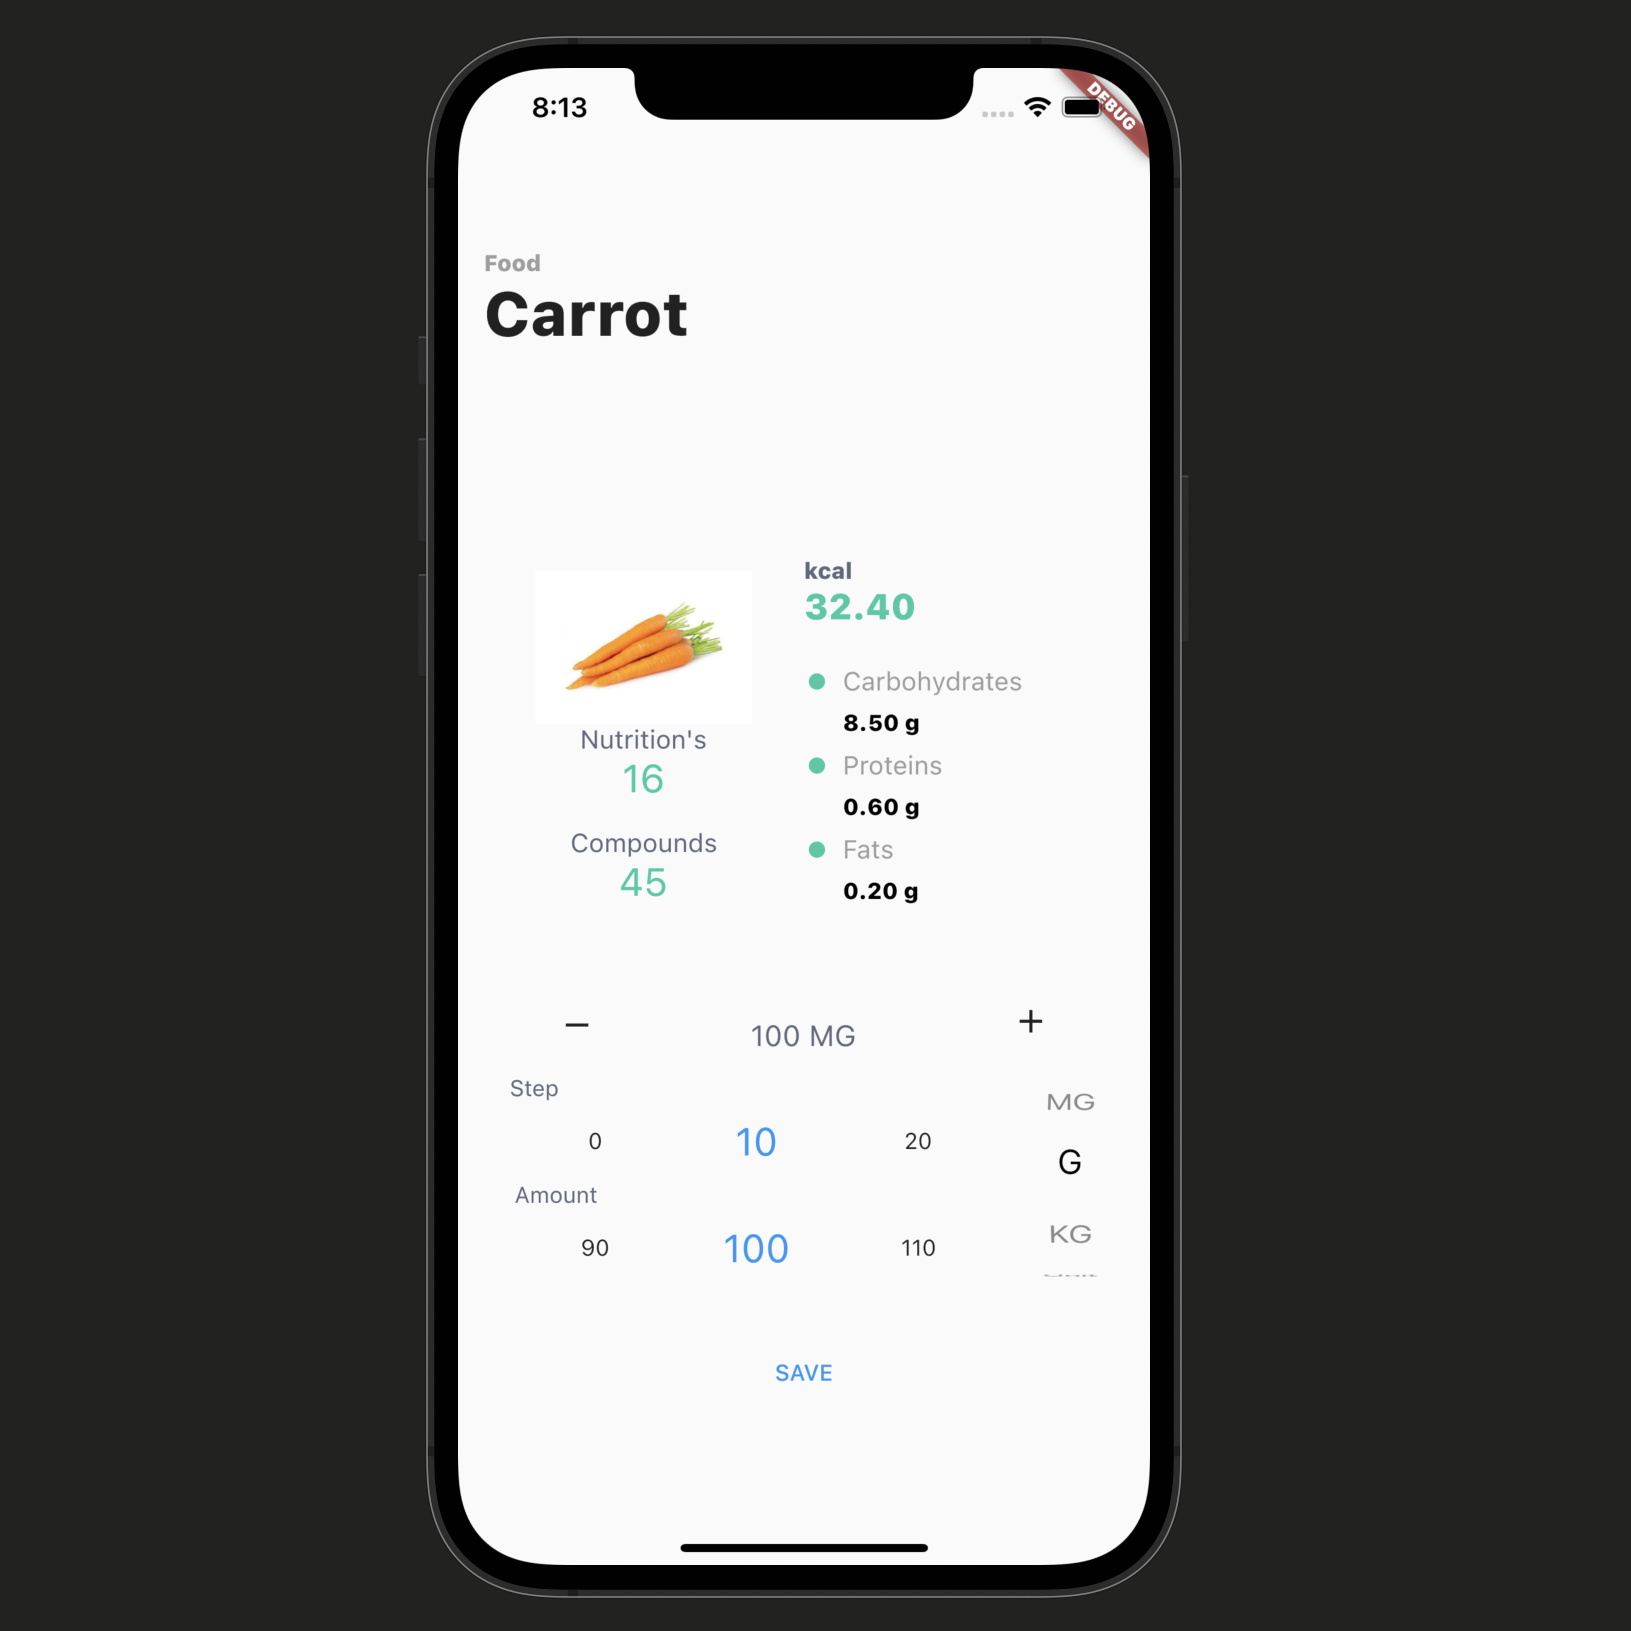 8:13
DEBUG
Food
Carrot
kcal
32.40
Carbohydrates
8.50 g
Proteins
0.60 g
Fats
0.20 g
Nutrition's
16
Compounds
45
− 100 MG +
Step
0 10 20
Amount
90 100 110
MG
G
KG
SAVE